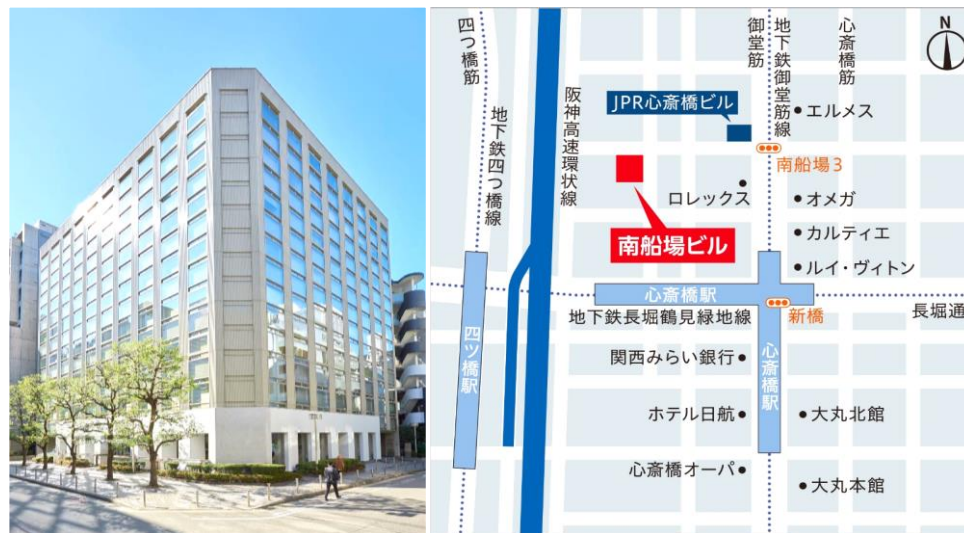 四つ橋筋
地下鉄四つ橋線
阪神高速環状線
御堂筋
地下鉄御堂筋線
心斎橋筋
N
JPR心斎橋ビル
エルメス
南船場3
ロレックス
オメガ
南船場ビル
カルティエ
ルイ・ヴィトン
心斎橋駅
新橋
地下鉄長堀鶴見緑地線
長堀通
四ツ橋駅
関西みらい銀行
心斎橋駅
ホテル日航
大丸北館
心斎橋オーパ
大丸本館